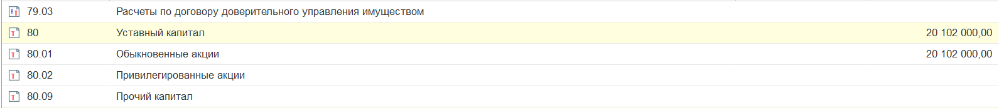 79.03 Расчеты по договору доверительного управления имуществом
80 Уставный капитал 20 102 000,00
80.01 Обыкновенные акции 20 102 000,00
80.02 Привилегированные акции
80.09 Прочий капитал